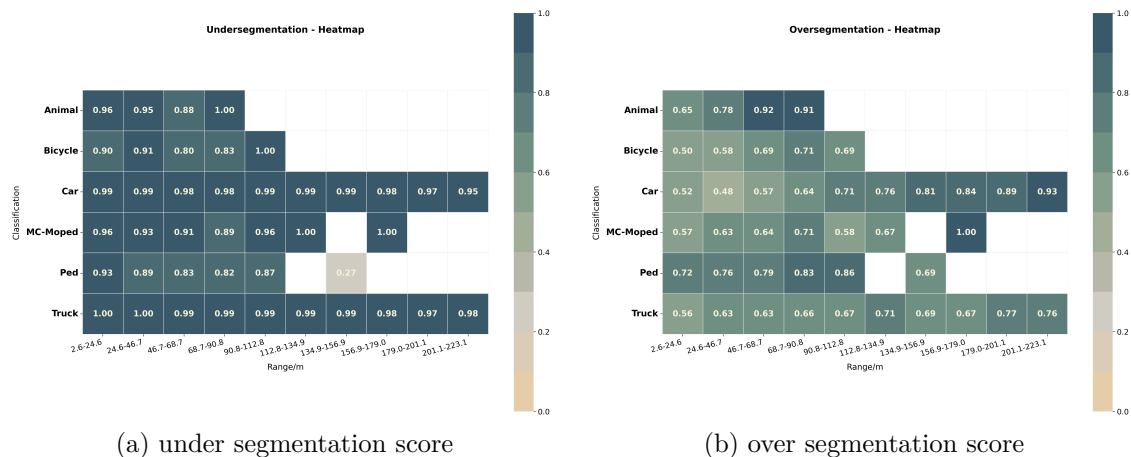 Undersegmentation - Heatmap
1.0
0.8
0.6
0.4
0.2
0.0
Classification
Animal 0.96 0.95 0.88 1.00
Bicycle 0.90 0.91 0.80 0.83 1.00
Car 0.99 0.99 0.98 0.98 0.99 0.99 0.99 0.98 0.97 0.95
MC-Moped 0.96 0.93 0.91 0.89 0.96 1.00 1.00
Ped 0.93 0.89 0.83 0.82 0.87 0.27
Truck 1.00 1.00 0.99 0.99 0.99 0.99 0.99 0.98 0.97 0.98
2.6-24.6 24.6-46.7 46.7-68.7 68.7-90.8 90.8-112.8 112.8-134.9 134.9-156.9 156.9-179.0 179.0-201.1 201.1-223.1
Range/m
(a) under segmentation score
Oversegmentation - Heatmap
1.0
0.8
0.6
0.4
0.2
0.0
Classification
Animal 0.65 0.78 0.92 0.91
Bicycle 0.50 0.58 0.69 0.71 0.69
Car 0.52 0.48 0.57 0.64 0.71 0.76 0.81 0.84 0.89 0.93
MC-Moped 0.57 0.63 0.64 0.71 0.58 0.67 1.00
Ped 0.72 0.76 0.79 0.83 0.86 0.69
Truck 0.56 0.63 0.63 0.66 0.67 0.71 0.69 0.67 0.77 0.76
2.6-24.6 24.6-46.7 46.7-68.7 68.7-90.8 90.8-112.8 112.8-134.9 134.9-156.9 156.9-179.0 179.0-201.1 201.1-223.1
Range/m
(b) over segmentation score